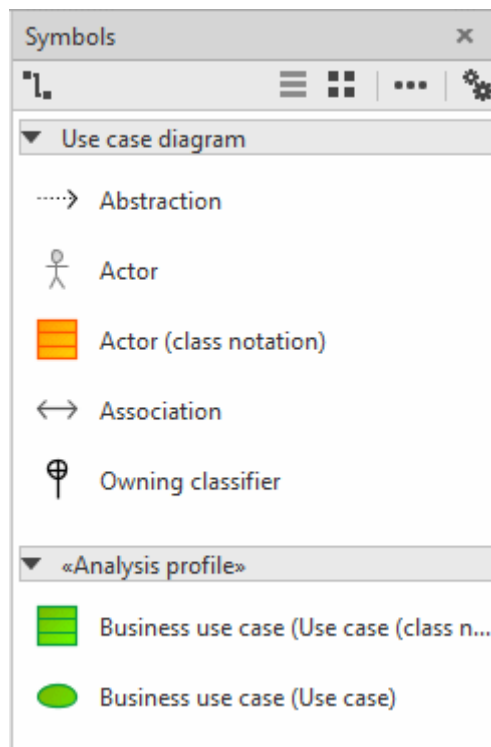 Symbols
Use case diagram
Abstraction
Actor
Actor (class notation)
Association
Owning classifier
«Analysis profile»
Business use case (Use case (class n...
Business use case (Use case)